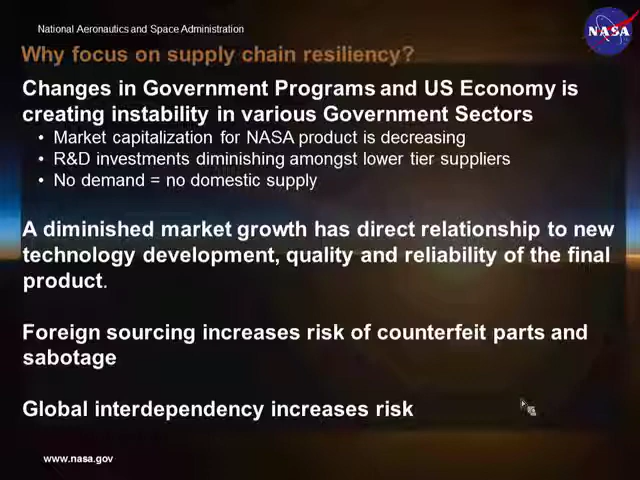 National Aeronautics and Space Administration
NASA
Why focus on supply chain resiliency?
Changes in Government Programs and US Economy is
creating instability in various Government Sectors
• Market capitalization for NASA product is decreasing
• R&D investments diminishing amongst lower tier suppliers
• No demand = no domestic supply
A diminished market growth has direct relationship to new
technology development, quality and reliability of the final
product.
Foreign sourcing increases risk of counterfeit parts and
sabotage
Global interdependency increases risk
www.nasa.gov